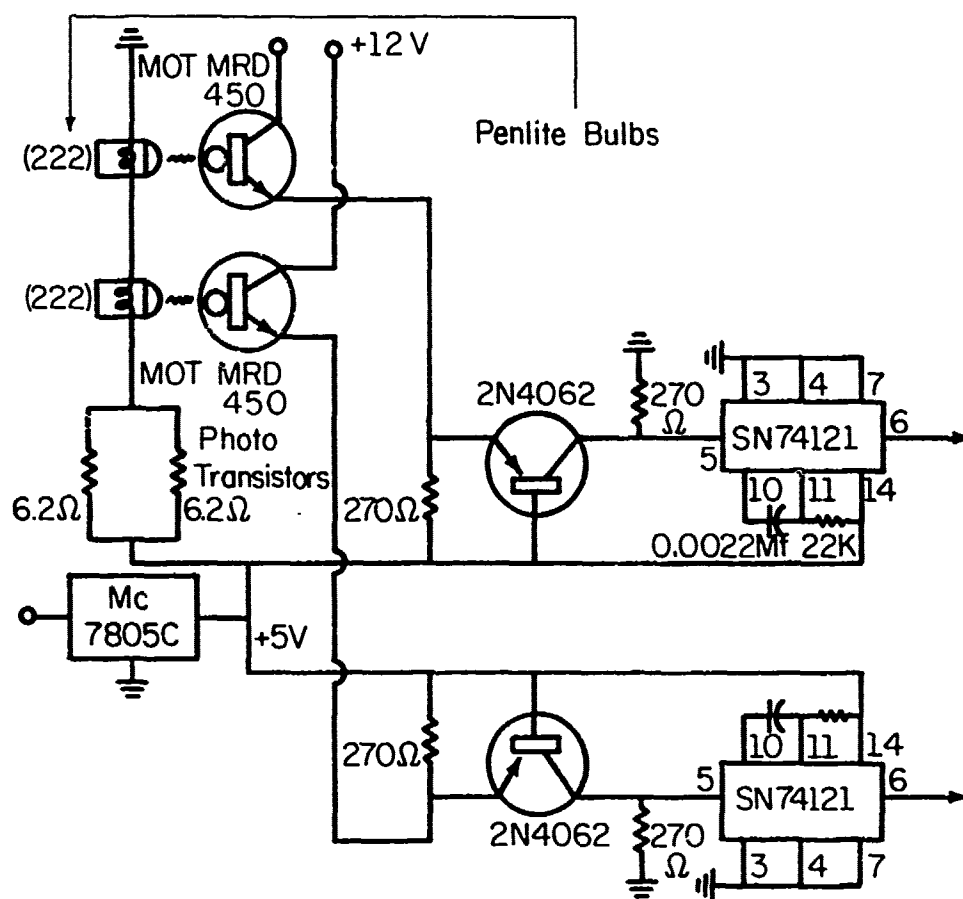 MOT MRD
450
+12 V
Penlite Bulbs
(222)
(222)
MOT MRD
450
Photo
Transistors
6.2Ω
6.2Ω
270Ω
2N4062
270
Ω
3
4
7
SN74121
5
6
10
11
14
0.0022Mf
22K
Mc
7805C
+5V
270Ω
2N4062
270
Ω
10
11
14
5
SN74121
6
3
4
7